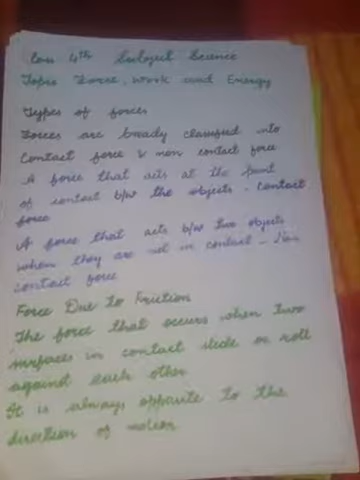 Class 4th Subject Science
Topic Force, Work and Energy
Types of forces
Forces are broadly classified into
Contact force & non contact force
A force that acts at the point
of contact b/w the objects - Contact
force
A force that acts b/w two objects
when they are not in contact - Non
contact force
Force Due To Friction
The force that occurs when two
surfaces in contact slide or roll
against each other
It is always opposite to the
direction of motion